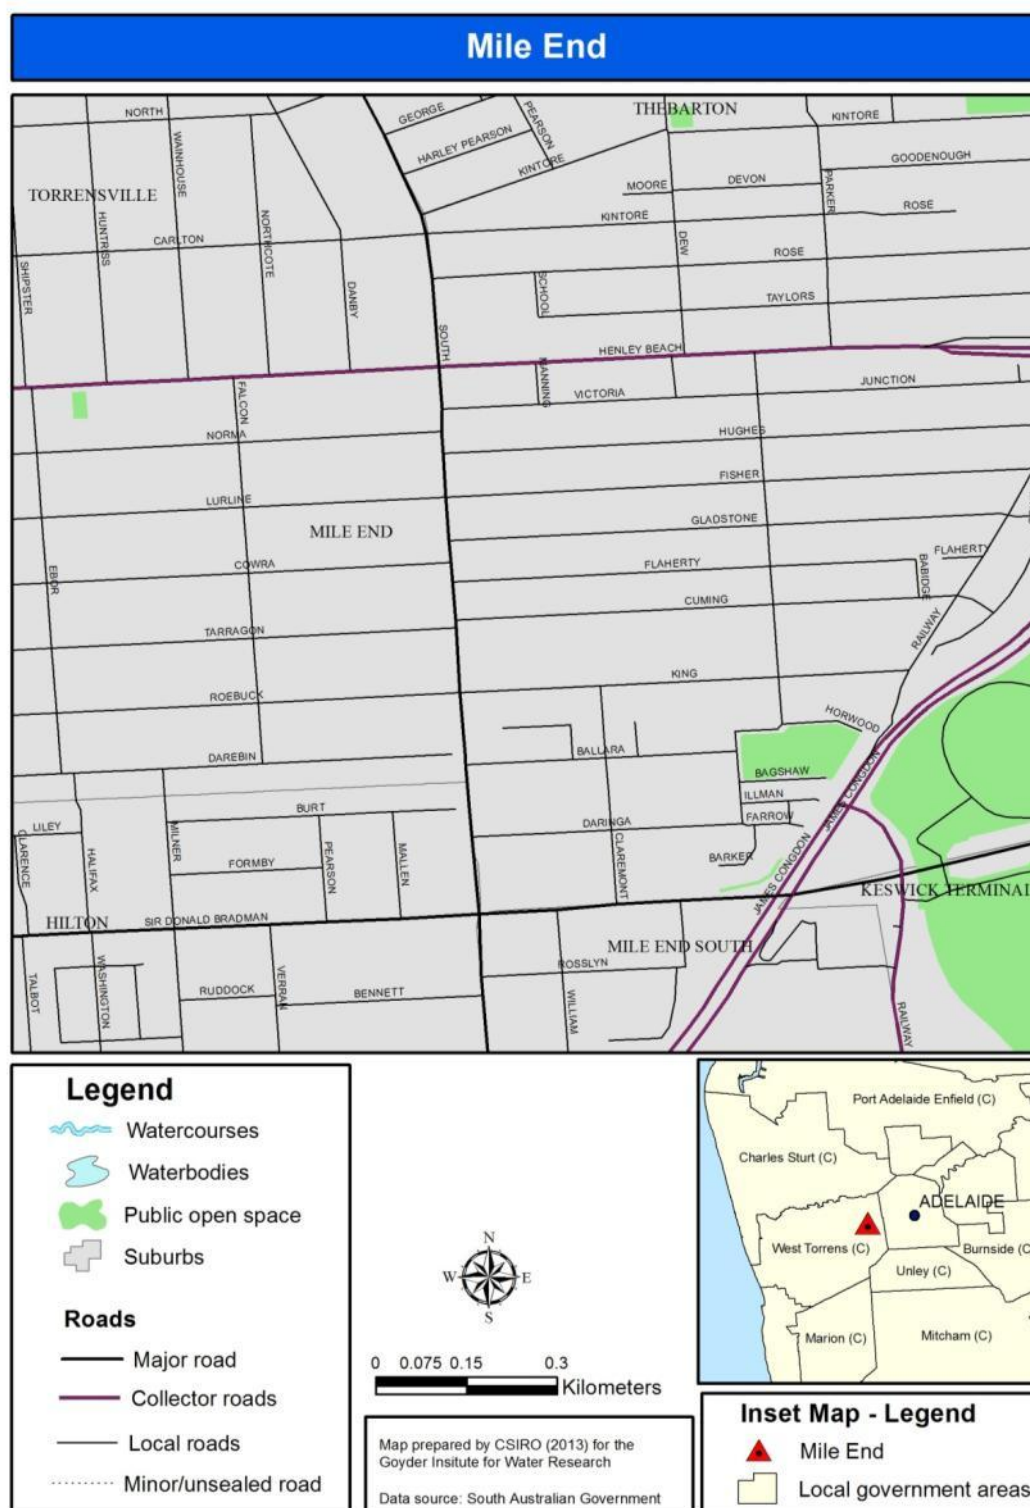 Mile End
NORTH
GEORGE
PEARSON
THEBARTON
KINTORE
WAINHOUSE
HARLEY PEARSON
KINTORE
GOODENOUGH
TORRENSVILLE
MOORE
DEVON
PARKER
HUNTRISS
NORTHCOTE
KINTORE
ROSE
CARLTON
DEW
ROSE
SHIPSTER
DANBY
SCHOOL
TAYLORS
SOUTH
HENLEY BEACH
MANNING
VICTORIA
JUNCTION
FALCON
NORMA
HUGHES
LURLINE
FISHER
MILE END
GLADSTONE
COWRA
FLAHERTY
FLAHERTY
BABIDGE
EBOR
CUMING
TARRAGON
RAILWAY
ROEBUCK
KING
HORWOOD
DAREBIN
BALLARA
BAGSHAW
JAMES CONGDON
ILLMAN
BURT
FARROW
LILEY
DARINGA
CLARENCE
HALIFAX
MILNER
FORMBY
PEARSON
MALLEN
CLAREMONT
BARKER
JAMES CONGDON
KESWICK TERMINAL
HILTON
SIR DONALD BRADMAN
MILE END SOUTH
ROSSLYN
TALBOT
WASHINGTON
RUDDOCK
VERRAN
BENNETT
WILLIAM
RAILWAY
Legend
Watercourses
Waterbodies
Public open space
Suburbs
Roads
Major road
Collector roads
Local roads
Minor/unsealed road
N
W
E
S
0 0.075 0.15 0.3
Kilometers
Map prepared by CSIRO (2013) for the
Goyder Insitute for Water Research
Data source: South Australian Government
Port Adelaide Enfield (C)
Charles Sturt (C)
ADELAIDE
West Torrens (C)
Burnside (C
Unley (C)
Marion (C)
Mitcham (C)
Inset Map - Legend
Mile End
Local government areas